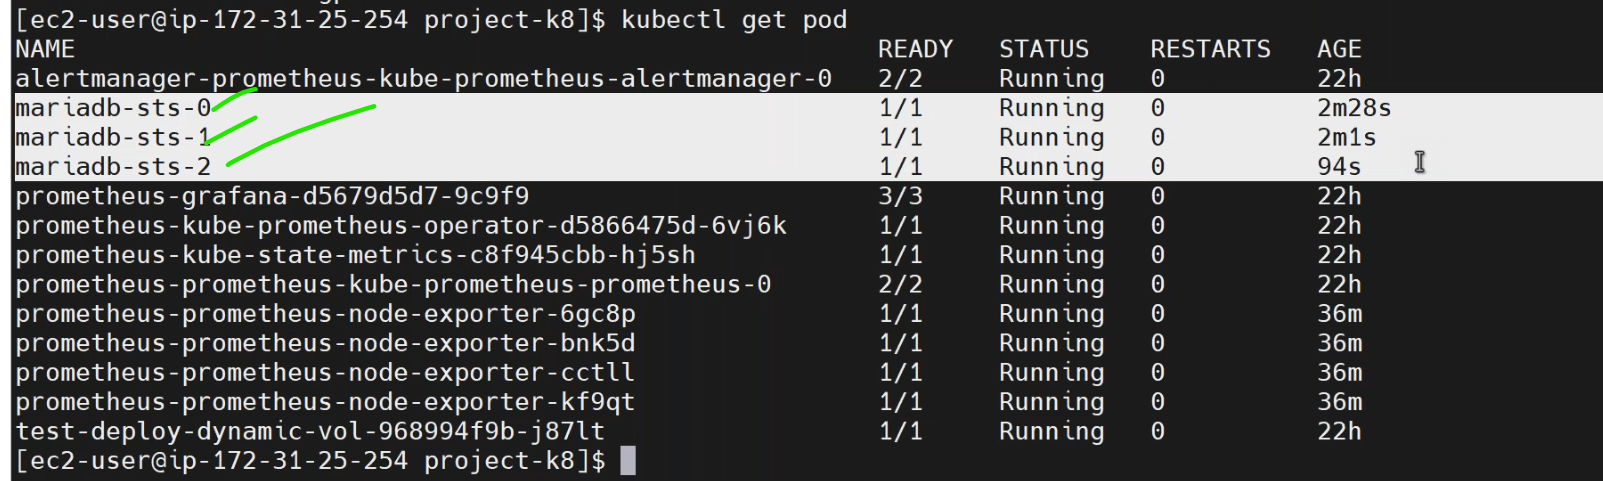 [ec2-user@ip-172-31-25-254 project-k8]$ kubectl get pod
NAME READY STATUS RESTARTS AGE
alertmanager-prometheus-kube-prometheus-alertmanager-0 2/2 Running 0 22h
mariadb-sts-0 1/1 Running 0 2m28s
mariadb-sts-1 1/1 Running 0 2m1s
mariadb-sts-2 1/1 Running 0 94s
prometheus-grafana-d5679d5d7-9c9f9 3/3 Running 0 22h
prometheus-kube-prometheus-operator-d5866475d-6vj6k 1/1 Running 0 22h
prometheus-kube-state-metrics-c8f945cbb-hj5sh 1/1 Running 0 22h
prometheus-prometheus-kube-prometheus-prometheus-0 2/2 Running 0 22h
prometheus-prometheus-node-exporter-6gc8p 1/1 Running 0 36m
prometheus-prometheus-node-exporter-bnk5d 1/1 Running 0 36m
prometheus-prometheus-node-exporter-cctll 1/1 Running 0 36m
prometheus-prometheus-node-exporter-kf9qt 1/1 Running 0 36m
test-deploy-dynamic-vol-968994f9b-j87lt 1/1 Running 0 22h
[ec2-user@ip-172-31-25-254 project-k8]$